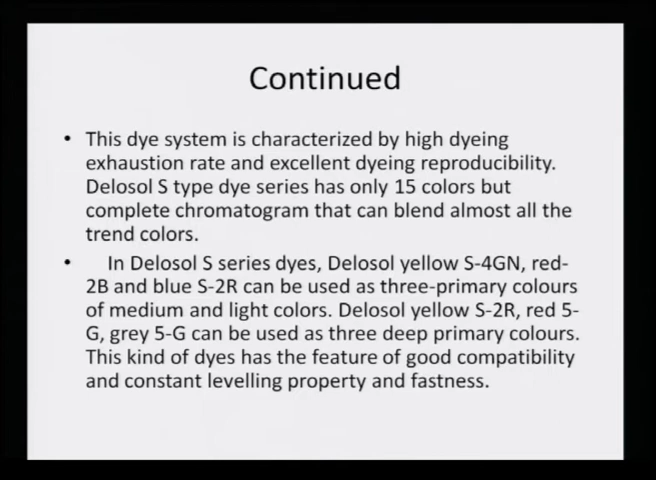 Continued
• This dye system is characterized by high dyeing
exhaustion rate and excellent dyeing reproducibility.
Delosol S type dye series has only 15 colors but
complete chromatogram that can blend almost all the
trend colors.
• In Delosol S series dyes, Delosol yellow S-4GN, red-
2B and blue S-2R can be used as three-primary colours
of medium and light colors. Delosol yellow S-2R, red 5-
G, grey 5-G can be used as three deep primary colours.
This kind of dyes has the feature of good compatibility
and constant levelling property and fastness.